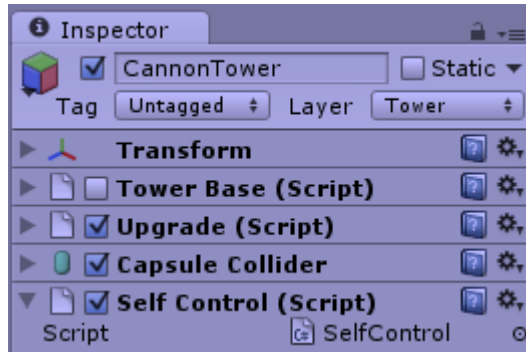 Inspector
CannonTower Static
Tag Untagged Layer Tower
Transform
Tower Base (Script)
Upgrade (Script)
Capsule Collider
Self Control (Script)
Script SelfControl